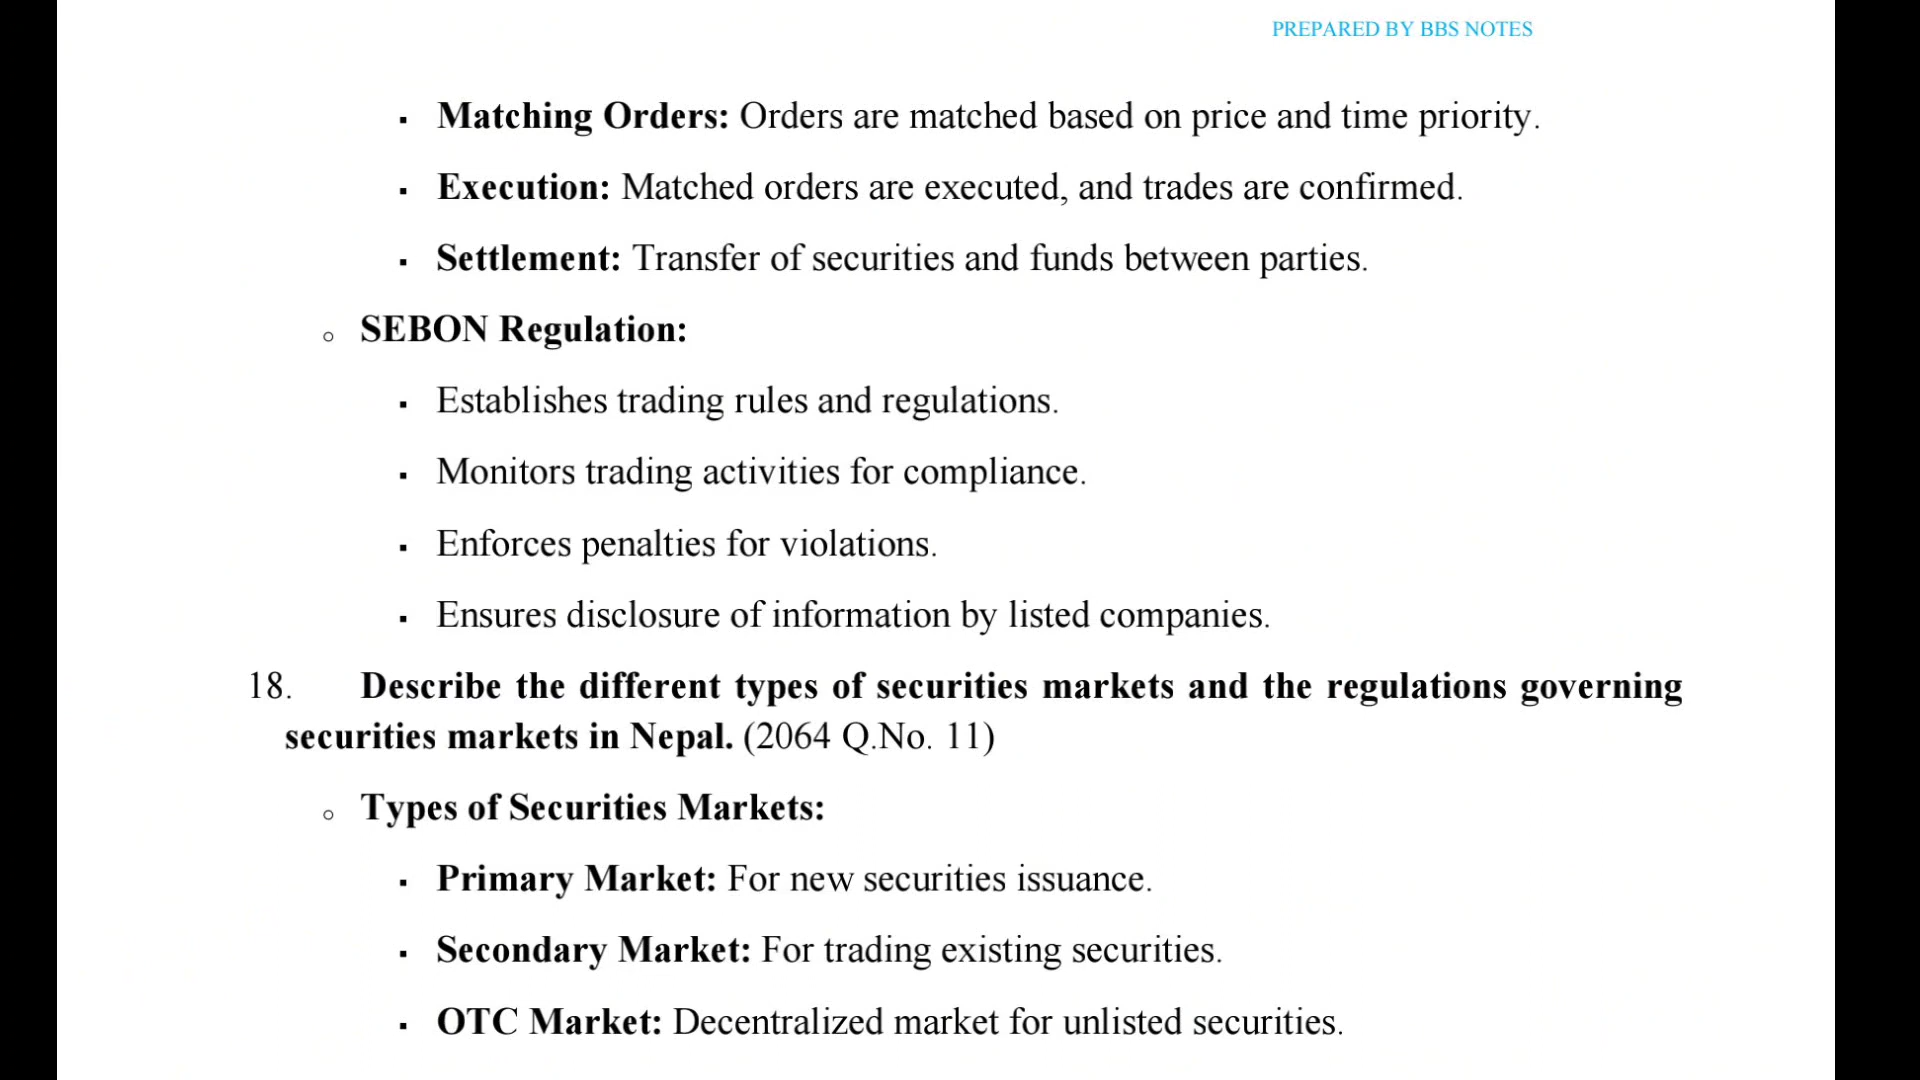 PREPARED BY BBS NOTES
▪ Matching Orders: Orders are matched based on price and time priority.
▪ Execution: Matched orders are executed, and trades are confirmed.
▪ Settlement: Transfer of securities and funds between parties.
○ SEBON Regulation:
▪ Establishes trading rules and regulations.
▪ Monitors trading activities for compliance.
▪ Enforces penalties for violations.
▪ Ensures disclosure of information by listed companies.
18. Describe the different types of securities markets and the regulations governing
securities markets in Nepal. (2064 Q.No. 11)
○ Types of Securities Markets:
▪ Primary Market: For new securities issuance.
▪ Secondary Market: For trading existing securities.
▪ OTC Market: Decentralized market for unlisted securities.